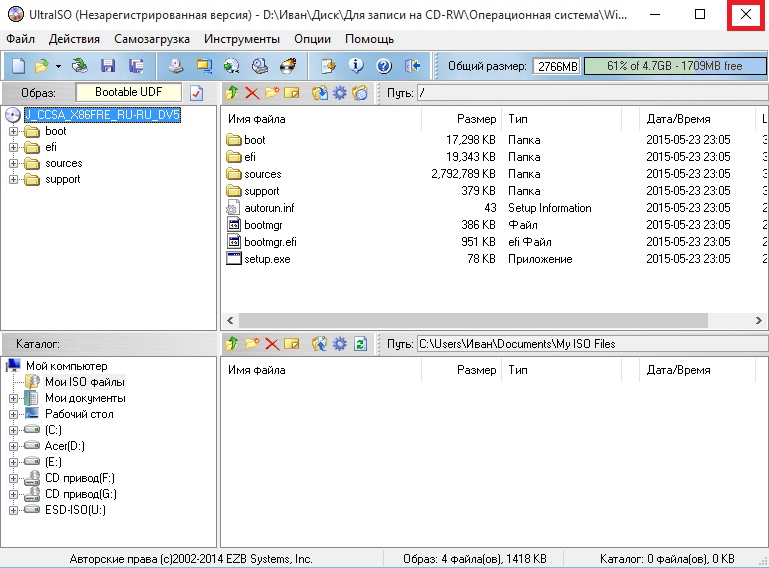 UltraISO (Незарегистрированная версия) - D:\Иван\Диск\Для записи на CD-RW\Операционная система\Wi...
Файл Действия Самозагрузка Инструменты Опции Помощь
Общий размер: 2766MB 61% of 4.7GB - 1709MB free
Образ: Bootable UDF Путь: /
J_CCSA_X86FRE_RU-RU_DV5
boot
efi
sources
support
Имя файла Размер Тип Дата/Время L
boot 17,298 KB Папка 2015-05-23 23:05 3
efi 19,343 KB Папка 2015-05-23 23:05 3
sources 2,792,789 KB Папка 2015-05-23 23:05 3
support 379 KB Папка 2015-05-23 23:05 3
autorun.inf 43 Setup Information 2015-05-23 23:05 2
bootmgr 386 KB Файл 2015-05-23 23:05 2
bootmgr.efi 951 KB efi Файл 2015-05-23 23:05 2
setup.exe 78 KB Приложение 2015-05-23 23:05 2
Каталог: Путь: C:\Users\Иван\Documents\My ISO Files
Мой компьютер
Мои ISO файлы
Мои документы
Рабочий стол
(C:)
Acer(D:)
(E:)
CD привод(F:)
CD привод(G:)
ESD-ISO(U:)
Имя файла Размер Тип Дата/Время
Авторские права (c)2002-2014 EZB Systems, Inc. Образ: 4 файла(ов), 1418 KB Каталог: 0 файла(ов), 0 KB